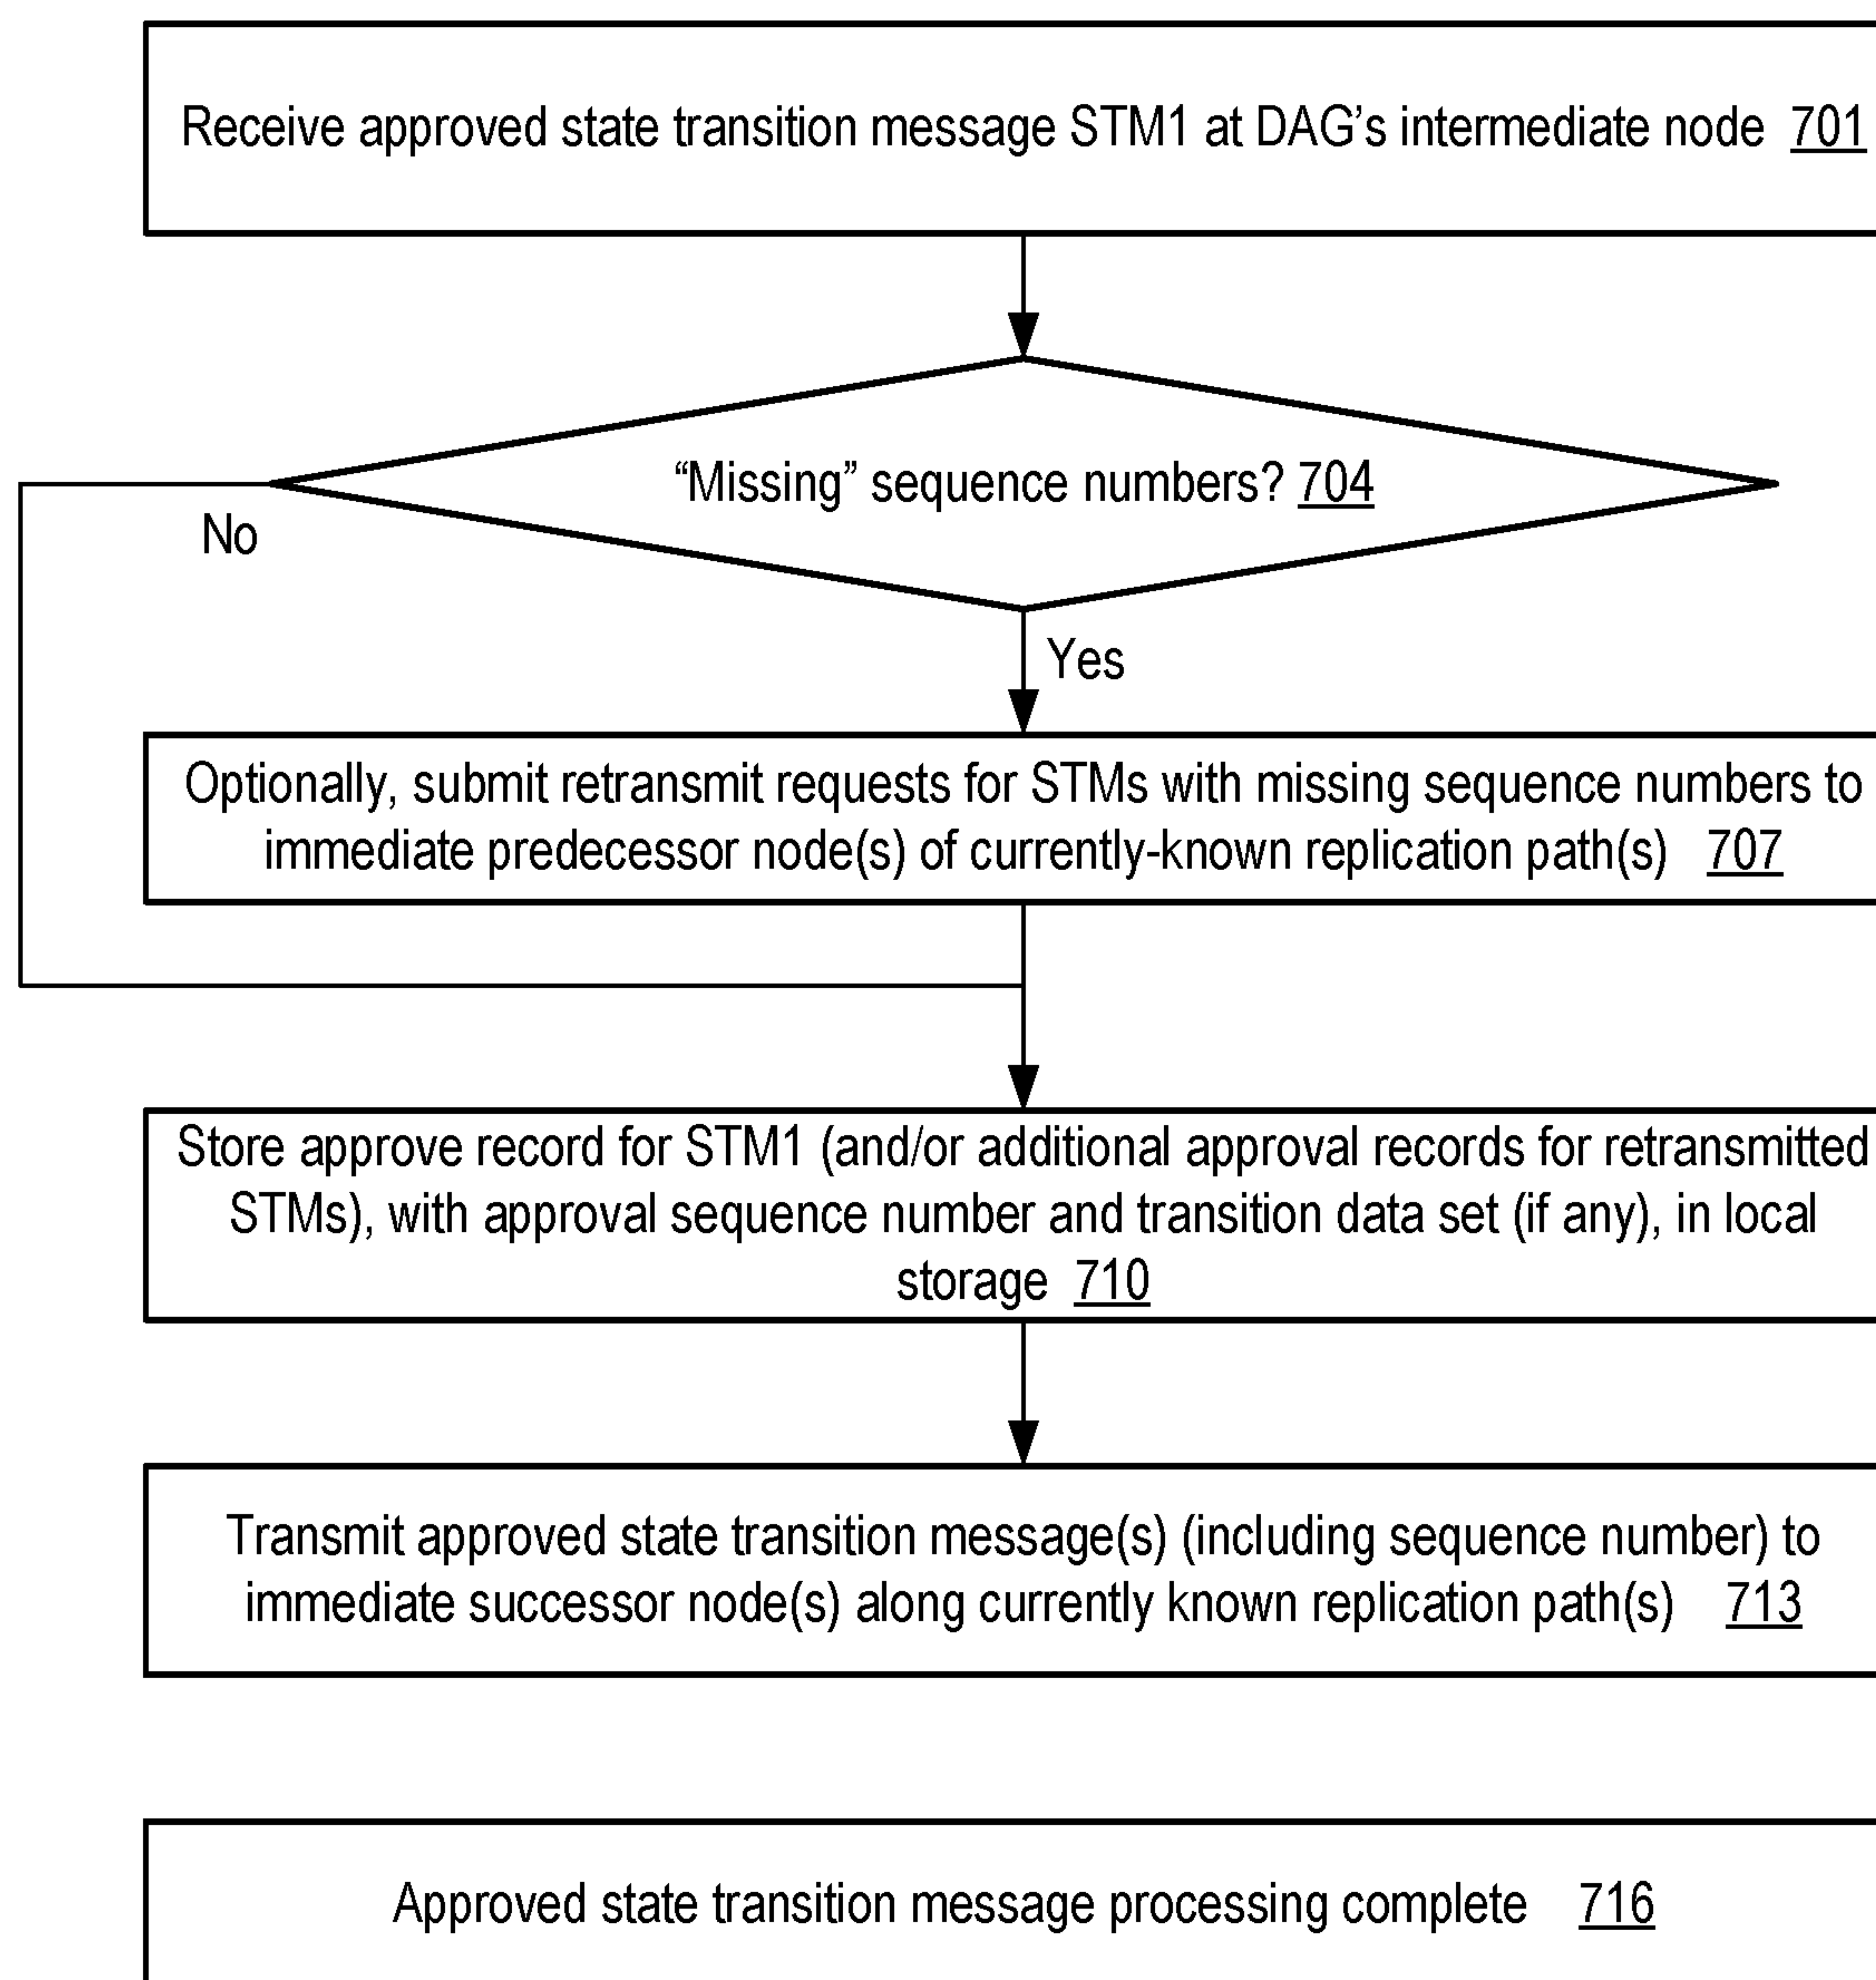 Receive approved state transition message STM1 at DAG’s intermediate node 701
“Missing” sequence numbers? 704
No
Yes
Optionally, submit retransmit requests for STMs with missing sequence numbers to
immediate predecessor node(s) of currently-known replication path(s) 707
Store approve record for STM1 (and/or additional approval records for retransmitted
STMs), with approval sequence number and transition data set (if any), in local
storage 710
Transmit approved state transition message(s) (including sequence number) to
immediate successor node(s) along currently known replication path(s) 713
Approved state transition message processing complete 716